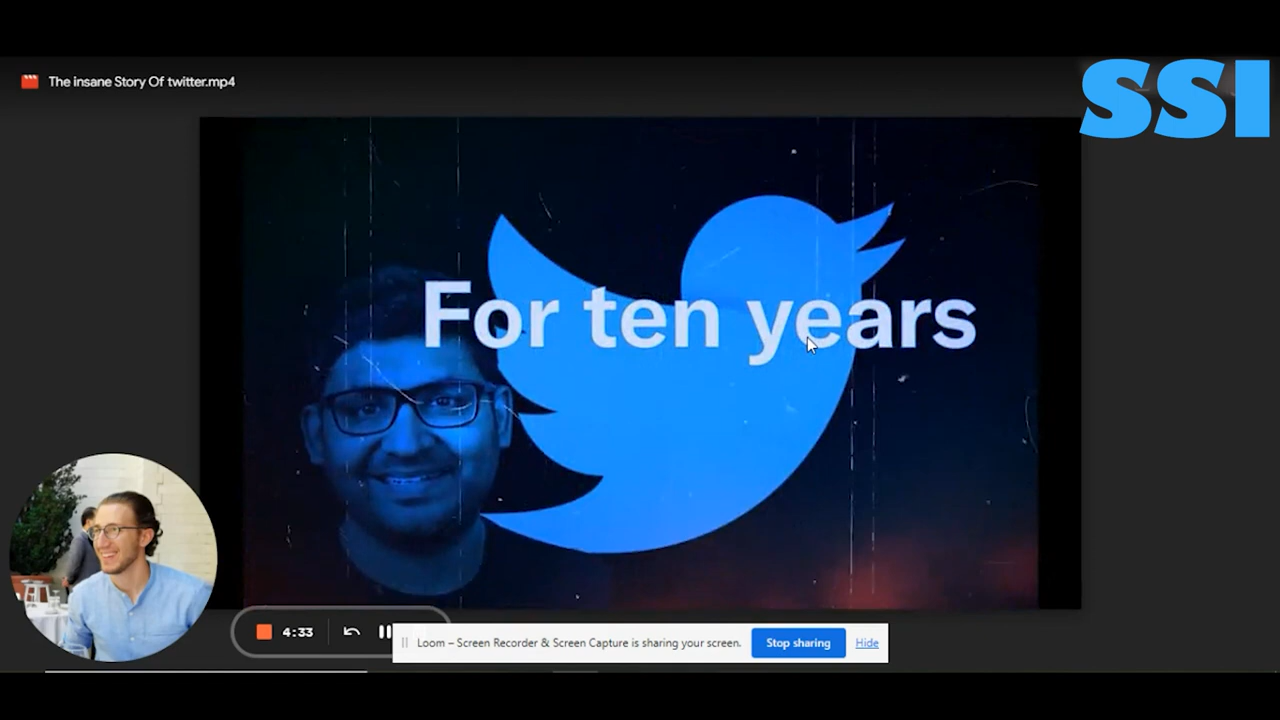 The insane Story Of twitter.mp4
SSI
For ten years
4:33
Loom – Screen Recorder & Screen Capture is sharing your screen.
Stop sharing
Hide